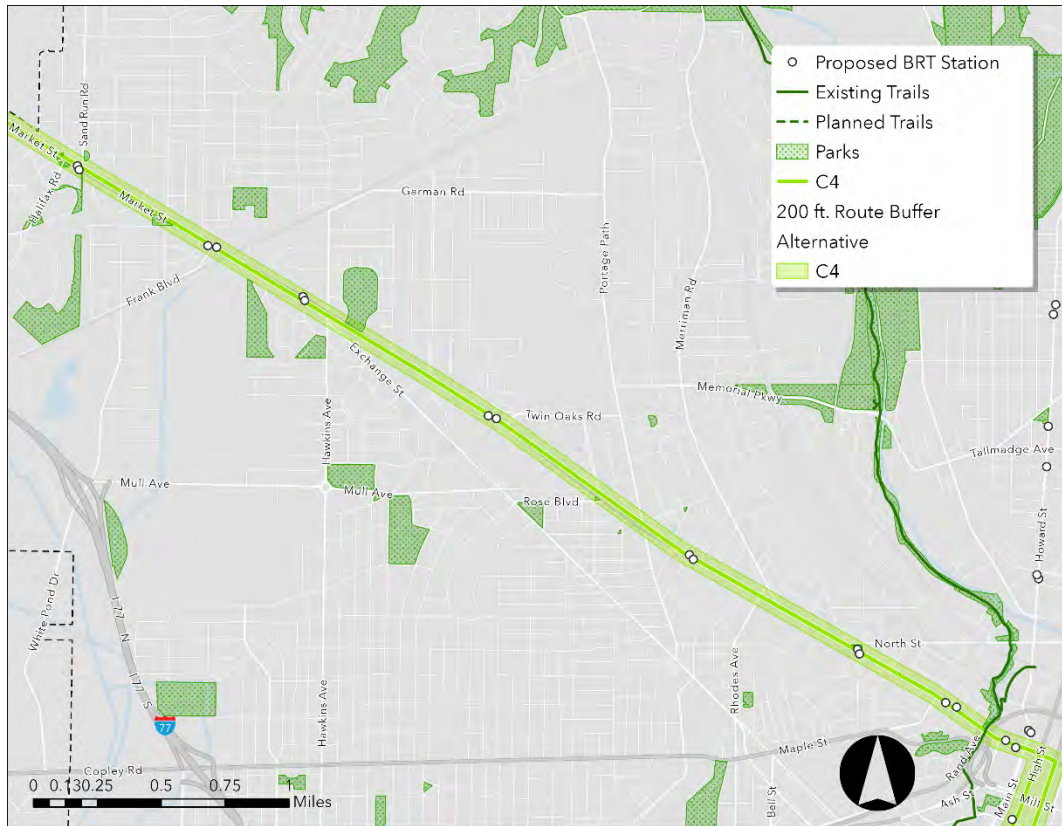 Proposed BRT Station
Existing Trails
Planned Trails
Parks
C4
200 ft. Route Buffer
Alternative
C4
Sand Run Rd
Market St
Halifax Rd
Market St
Garman Rd
Frank Blvd
Portage Path
Merriman Rd
Exchange St
Memorial Pkwy
Twin Oaks Rd
Hawkins Ave
Tallmadge Ave
Mull Ave
Mull Ave
Rose Blvd
Howard St
White Pond Dr
I 77 N
I 77 S
77
North St
Rhodes Ave
Hawkins Ave
Maple St
Rand Ave
High St
Copley Rd
Bell St
Ash St
Main St
Mill St
0 0.130.25 0.5 0.75 1
Miles